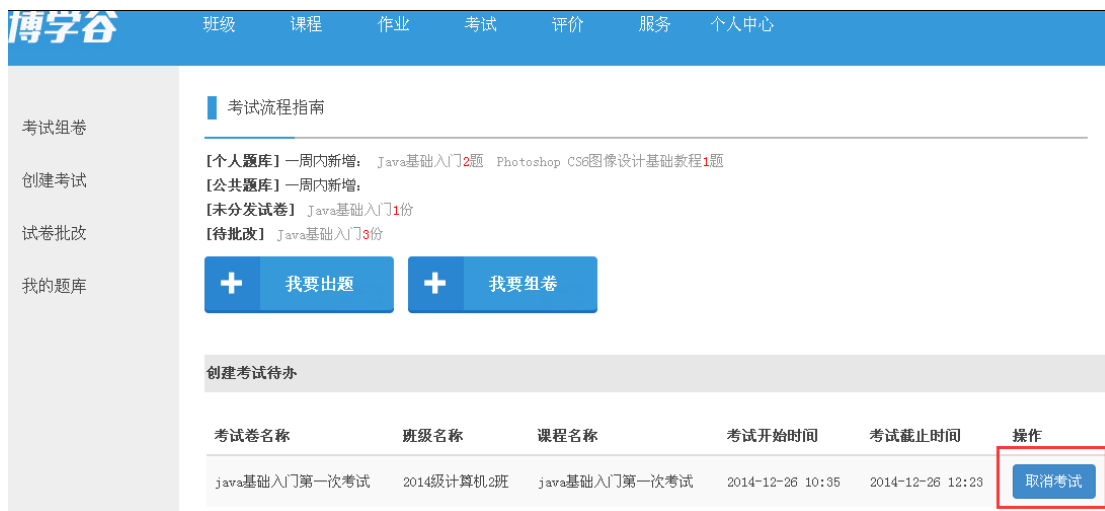 博学谷 班级 课程 作业 考试 评价 服务 个人中心
考试组卷
创建考试
试卷批改
我的题库
考试流程指南
[个人题库] 一周内新增: Java基础入门2题 Photoshop CS6图像设计基础教程1题
[公共题库] 一周内新增:
[未分发试卷] Java基础入门1份
[待批改] Java基础入门3份
+ 我要出题 + 我要组卷
创建考试待办
考试卷名称 班级名称 课程名称 考试开始时间 考试截止时间 操作
java基础入门第一次考试 2014级计算机2班 java基础入门第一次考试 2014-12-26 10:35 2014-12-26 12:23 取消考试